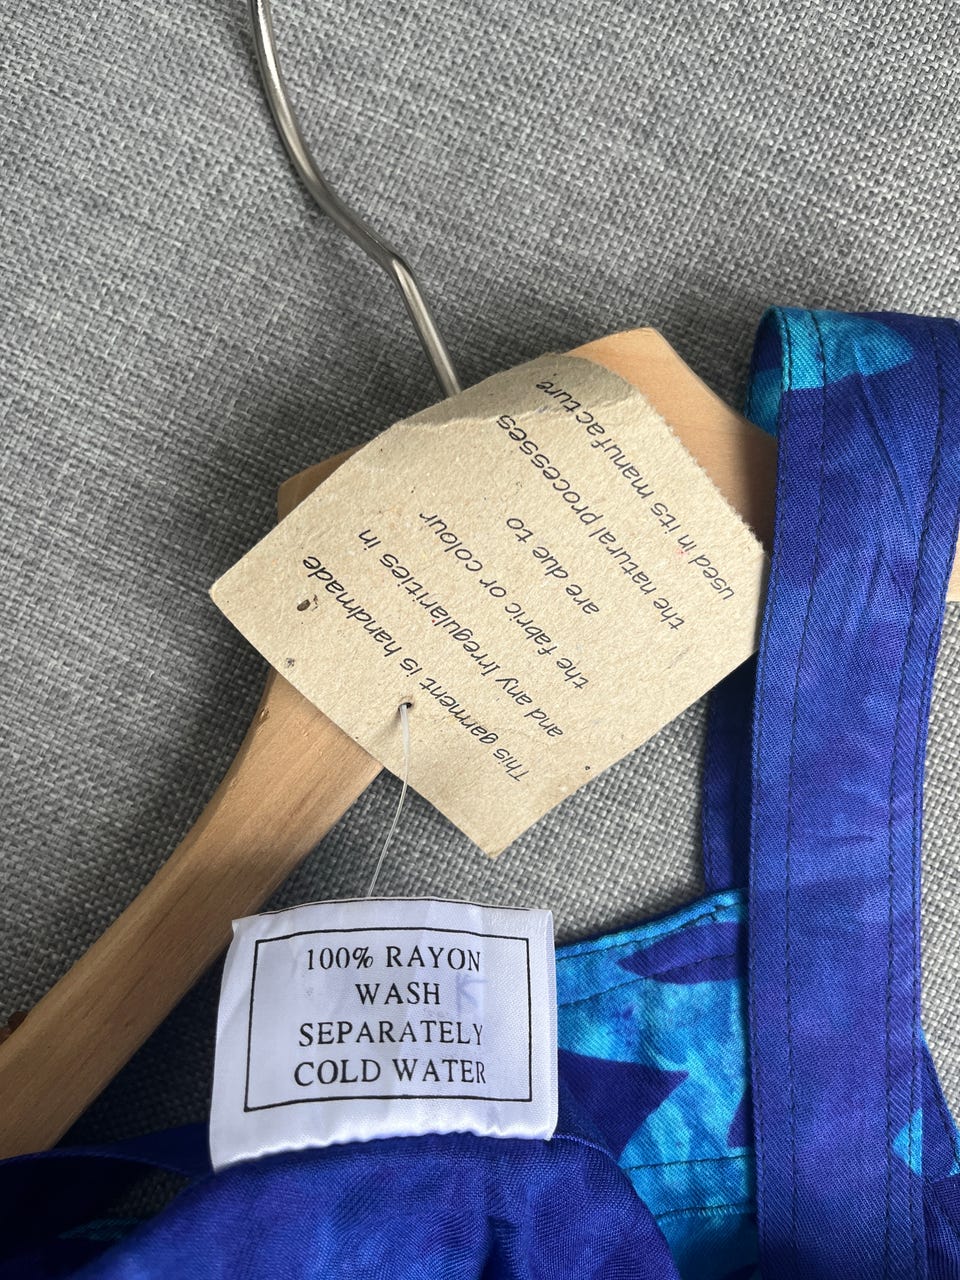 This garment is handmade
and any Irregularities in
the fabric or colour
are due to
the natural processes
used in its manufacture
100% RAYON
WASH
SEPARATELY
COLD WATER